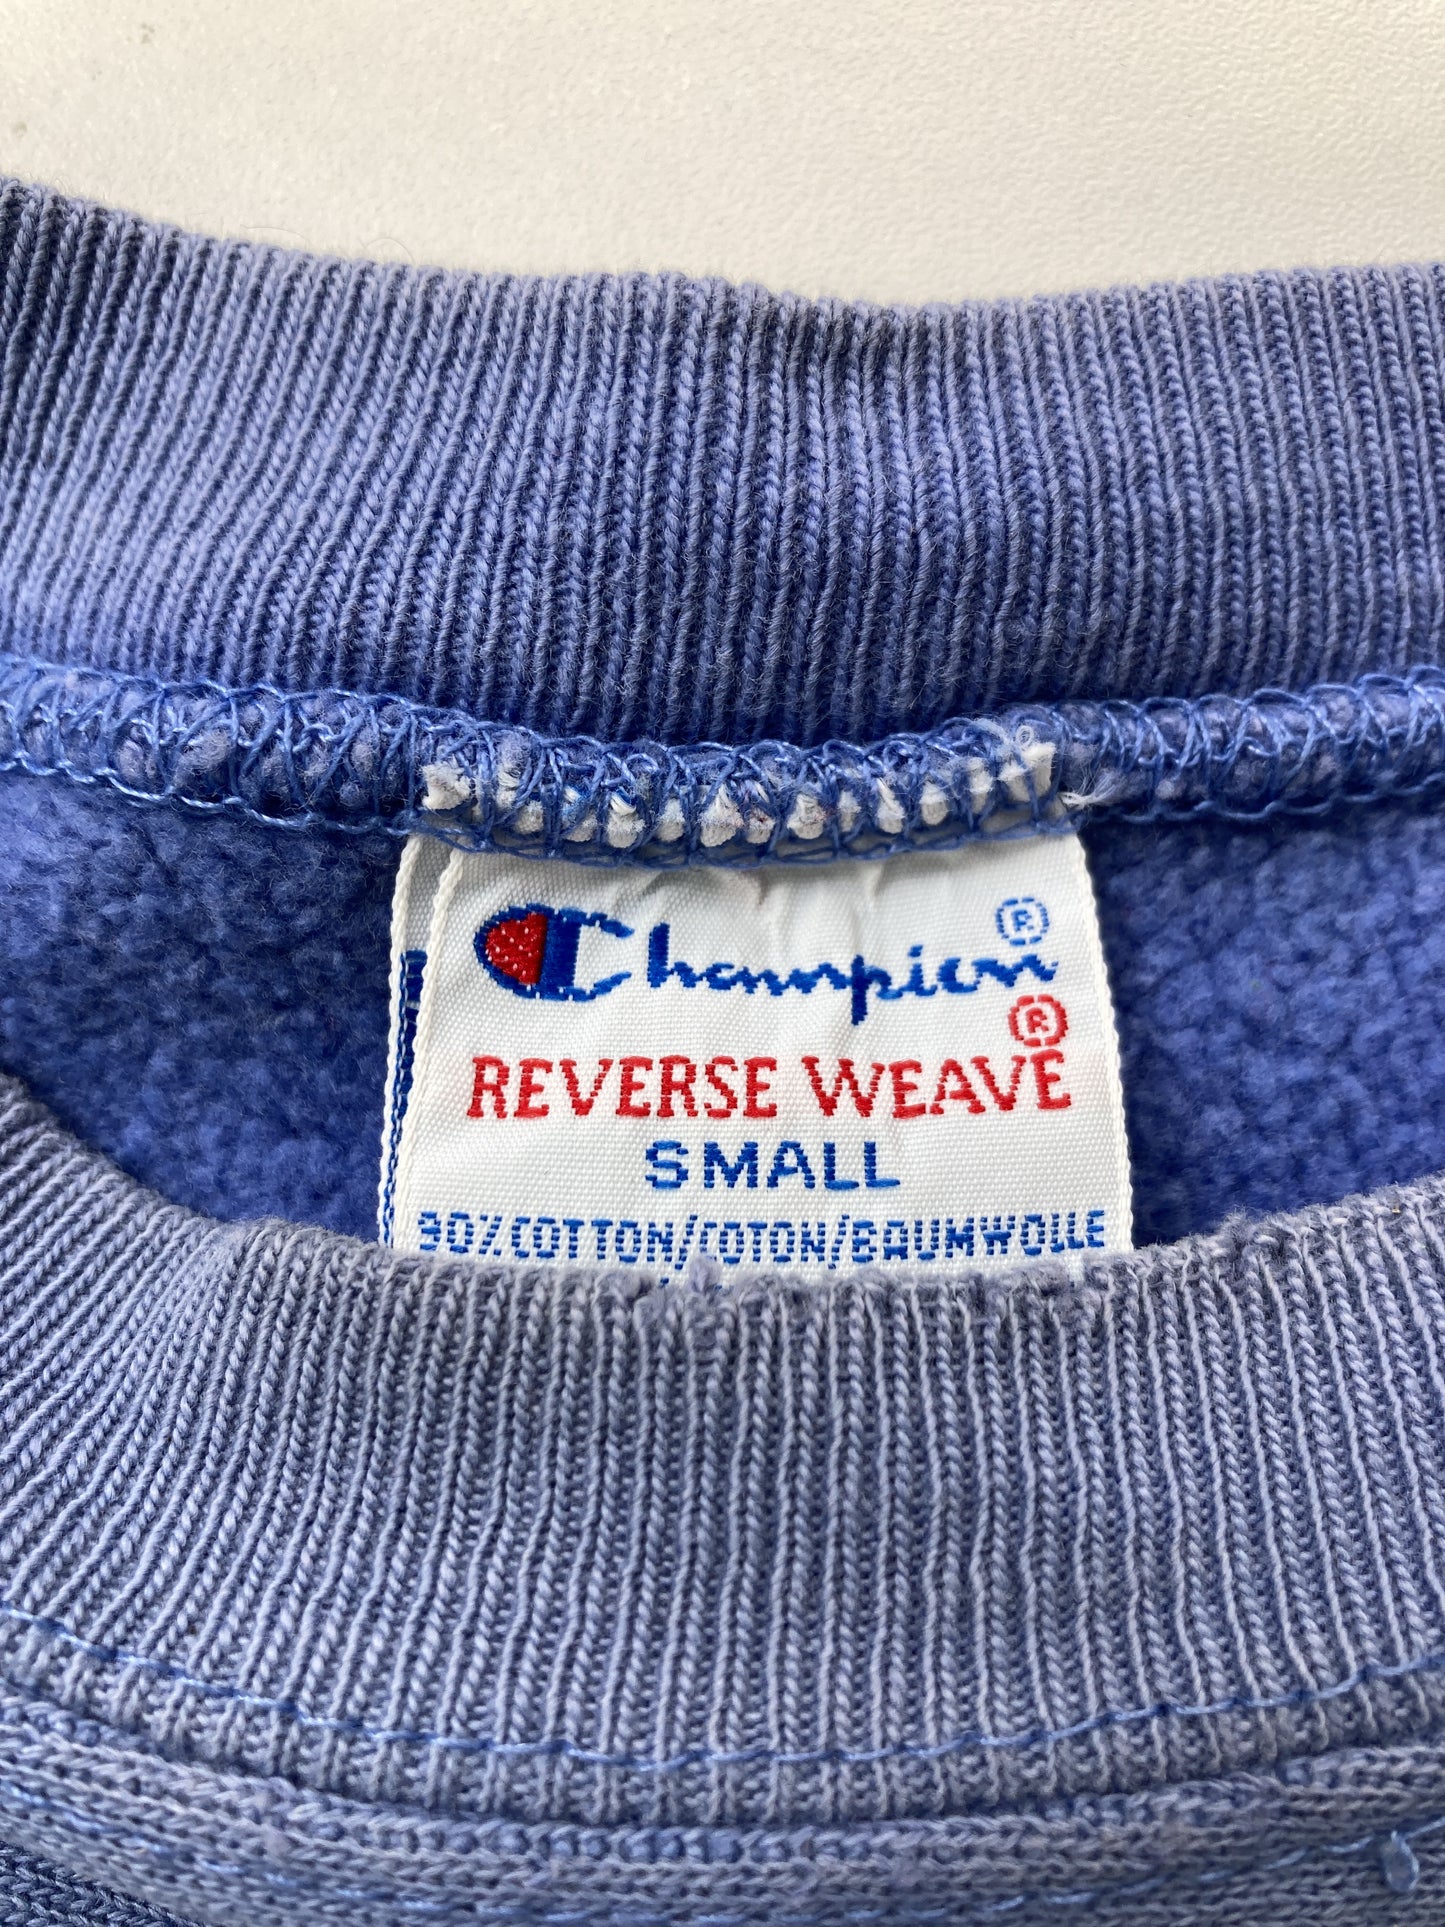 Champion®
REVERSE WEAVE®
SMALL
90% COTTON/COTON/BAUMWOLLE